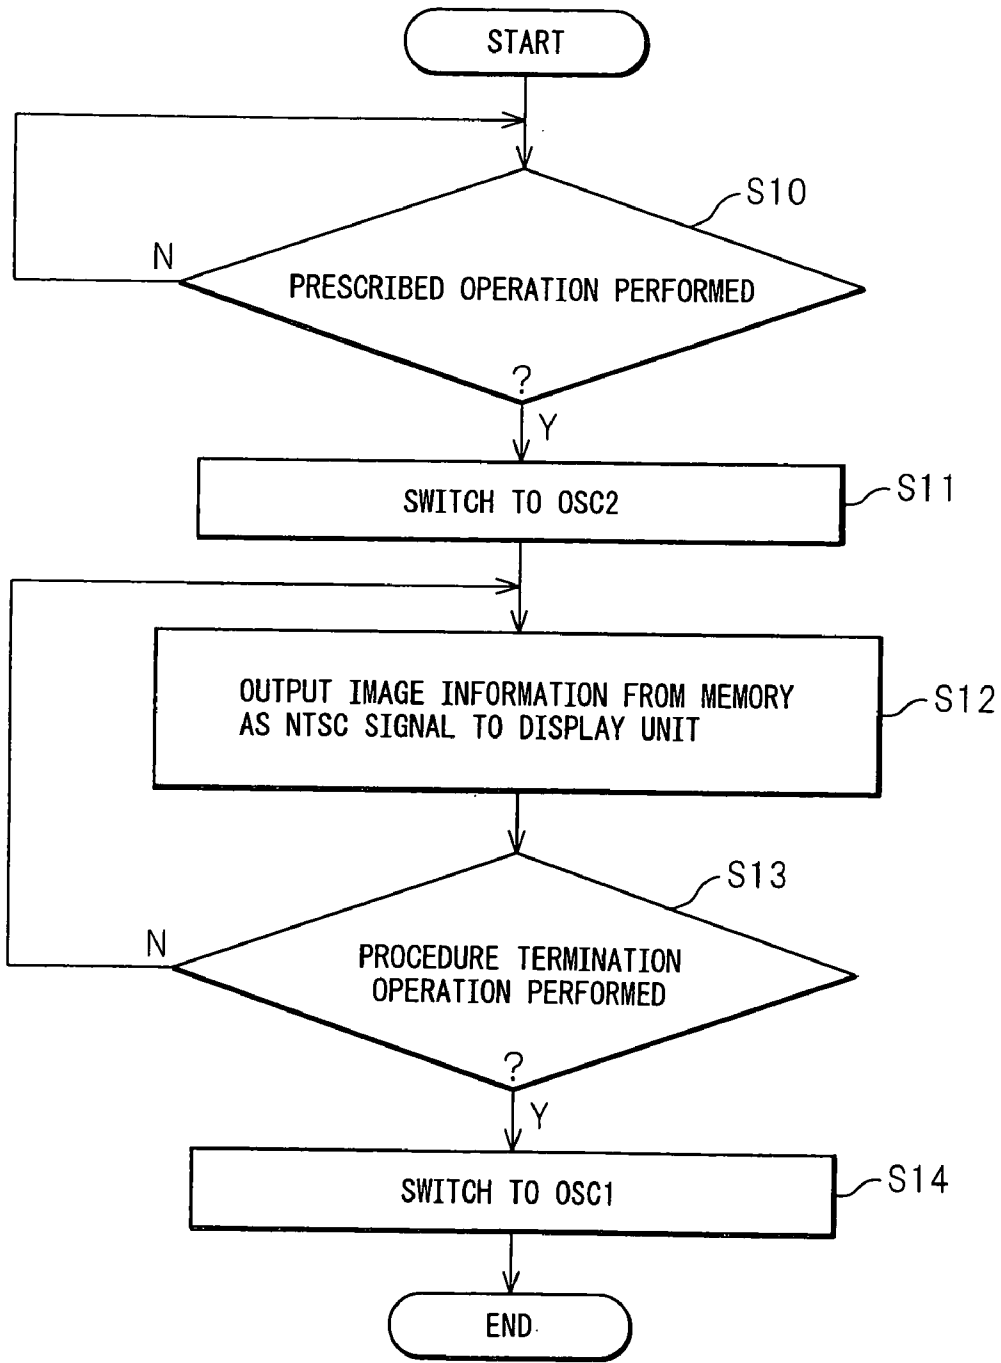 START
S10
N
PRESCRIBED OPERATION PERFORMED
?
Y
SWITCH TO OSC2
S11
OUTPUT IMAGE INFORMATION FROM MEMORY
AS NTSC SIGNAL TO DISPLAY UNIT
S12
S13
N
PROCEDURE TERMINATION
OPERATION PERFORMED
?
Y
SWITCH TO OSC1
S14
END